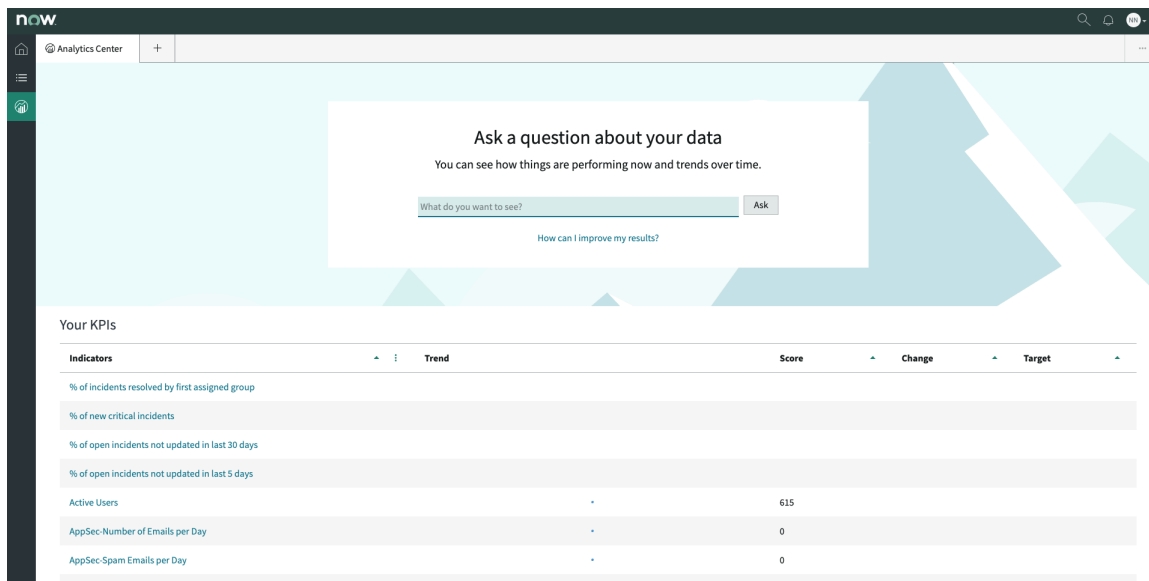 now.
NN
Analytics Center
+
...
Ask a question about your data
You can see how things are performing now and trends over time.
What do you want to see?
Ask
How can I improve my results?
Your KPIs
Indicators Trend Score Change Target
% of incidents resolved by first assigned group
% of new critical incidents
% of open incidents not updated in last 30 days
% of open incidents not updated in last 5 days
Active Users 615
AppSec-Number of Emails per Day 0
AppSec-Spam Emails per Day 0